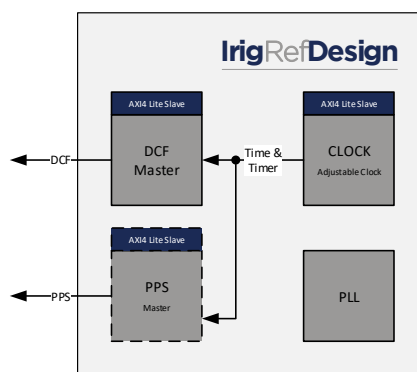 IrigRefDesign
AXI4 Lite Slave
AXI4 Lite Slave
DCF
DCF
Master
Time &
Timer
CLOCK
Adjustable Clock
AXI4 Lite Slave
PPS
PPS
Master
PLL